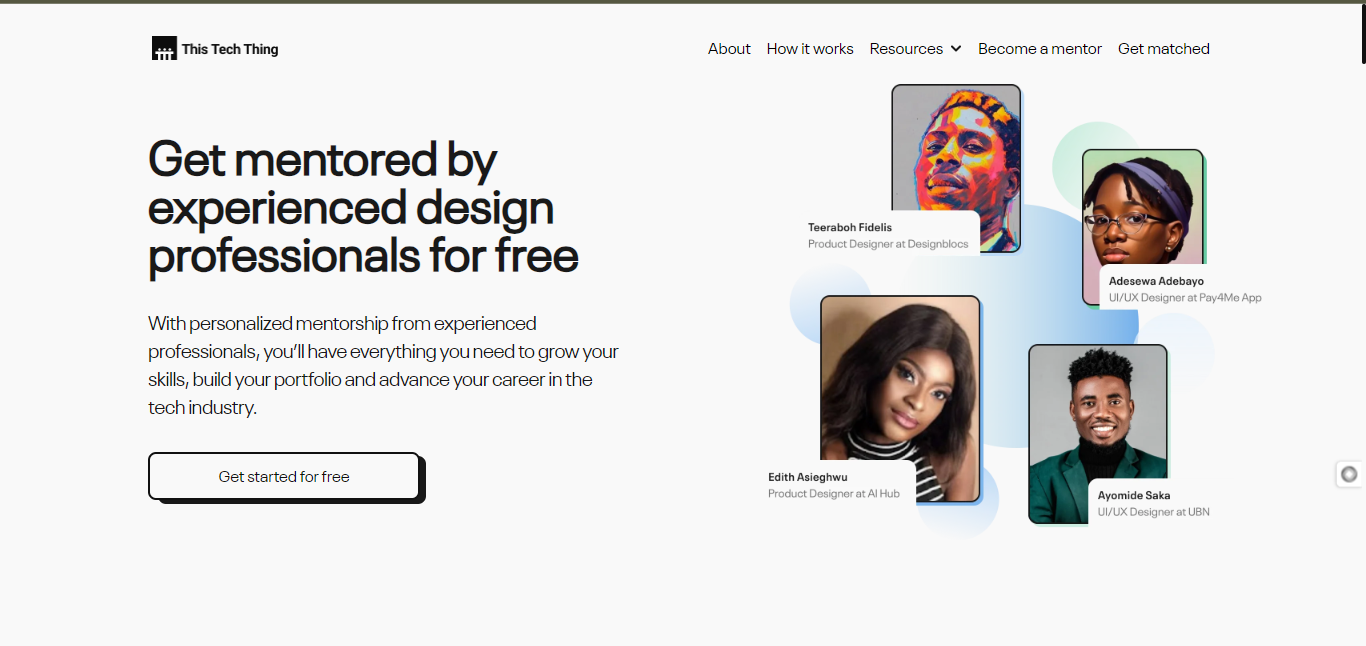 This Tech Thing
About
How it works
Resources
Become a mentor
Get matched
Get mentored by
experienced design
professionals for free
With personalized mentorship from experienced
professionals, you’ll have everything you need to grow your
skills, build your portfolio and advance your career in the
tech industry.
Get started for free
Teeraboh Fidelis
Product Designer at Designblocs
Adesewa Adebayo
UI/UX Designer at Pay4Me App
Edith Asieghwu
Product Designer at AI Hub
Ayomide Saka
UI/UX Designer at UBN